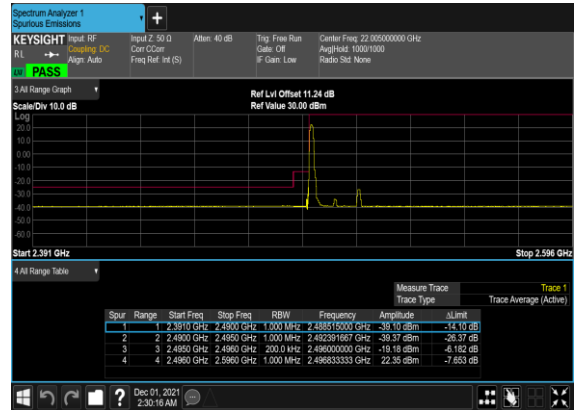 Spectrum Analyzer 1
Spurious Emissions
KEYSIGHT Input: RF Input Z: 50 Ω Atten: 40 dB Trig: Free Run Center Freq: 22.005000000 GHz
RL Coupling: DC Corr CCorr Gate: Off Avg|Hold: 1000/1000
Align: Auto Freq Ref: Int (S) IF Gain: Low Radio Std: None
LW PASS
3 All Range Graph
Ref Lvl Offset 11.24 dB
Scale/Div 10.0 dB Ref Value 30.00 dBm
Log
20.0
10.0
0.00
-10.0
-20.0
-30.0
-40.0
-50.0
-60.0
Start 2.391 GHz Stop 2.596 GHz
4 All Range Table
Measure Trace Trace 1
Trace Type Trace Average (Active)
Spur Range Start Freq Stop Freq RBW Frequency Amplitude ΔLimit
1 1 2.3910 GHz 2.4900 GHz 1.000 MHz 2.488515000 GHz -39.10 dBm -14.10 dB
2 2 2.4900 GHz 2.4950 GHz 1.000 MHz 2.492391667 GHz -39.37 dBm -26.37 dB
3 3 2.4950 GHz 2.4960 GHz 200.0 kHz 2.496000000 GHz -19.18 dBm -6.182 dB
4 4 2.4960 GHz 2.5960 GHz 1.000 MHz 2.496833333 GHz 22.35 dBm -7.653 dB
Dec 01, 2021
2:30:16 AM